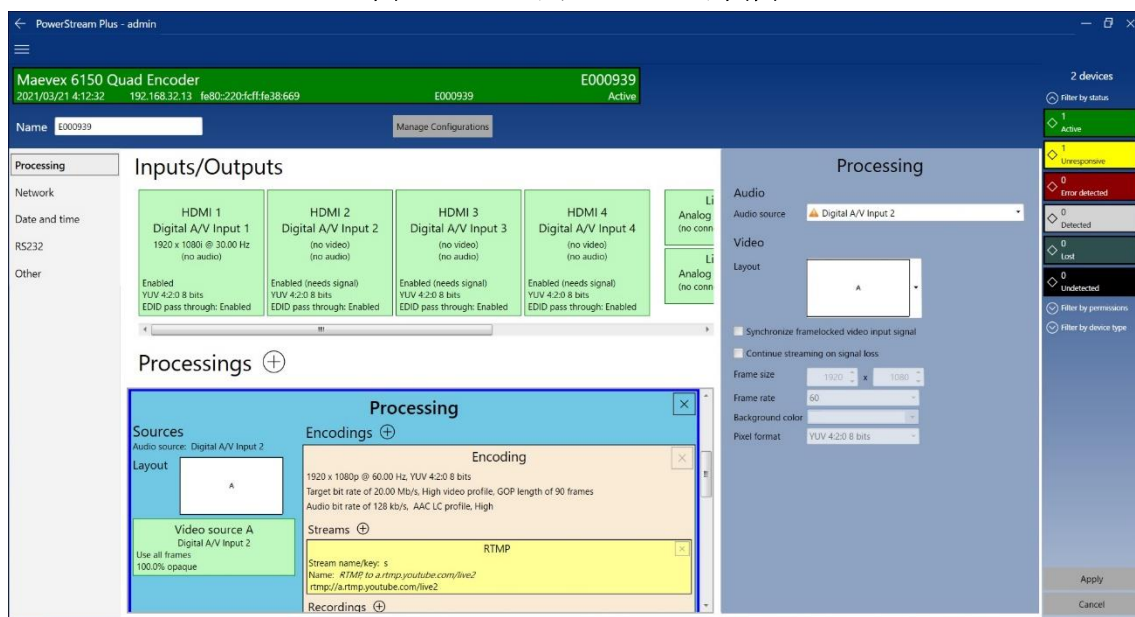 PowerStream Plus - admin
Maevex 6150 Quad Encoder E000939
2021/03/21 4:12:32 192.168.32.13 fe80::220:fcff:fe38:669 E000939 Active
Name E000939 Manage Configurations
Processing
Network
Date and time
RS232
Other
Inputs/Outputs
HDMI 1
Digital A/V Input 1
1920 x 1080i @ 30.00 Hz
(no audio)
Enabled
YUV 4:2:0 8 bits
EDID pass through: Enabled
HDMI 2
Digital A/V Input 2
(no video)
(no audio)
Enabled (needs signal)
YUV 4:2:0 8 bits
EDID pass through: Enabled
HDMI 3
Digital A/V Input 3
(no video)
(no audio)
Enabled (needs signal)
YUV 4:2:0 8 bits
EDID pass through: Enabled
HDMI 4
Digital A/V Input 4
(no video)
(no audio)
Enabled (needs signal)
YUV 4:2:0 8 bits
EDID pass through: Enabled
Li
Analog
(no conn
Li
Analog
(no conn
Processings
Processing
Sources
Audio source: Digital A/V Input 2
Layout
A
Video source A
Digital A/V Input 2
Use all frames
100.0% opaque
Encodings
Encoding
1920 x 1080p @ 60.00 Hz, YUV 4:2:0 8 bits
Target bit rate of 20.00 Mb/s, High video profile, GOP length of 90 frames
Audio bit rate of 128 kb/s, AAC LC profile, High
Streams
RTMP
Stream name/key: s
Name: RTMP, to a.rtmp.youtube.com/live2
rtmp://a.rtmp.youtube.com/live2
Recordings
Processing
Audio
Audio source Digital A/V Input 2
Video
Layout
A
Synchronize framelocked video input signal
Continue streaming on signal loss
Frame size 1920 x 1080
Frame rate 60
Background color
Pixel format YUV 4:2:0 8 bits
2 devices
Filter by status
1
Active
1
Unresponsive
0
Error detected
0
Detected
0
Lost
0
Undetected
Filter by permissions
Filter by device type
Apply
Cancel